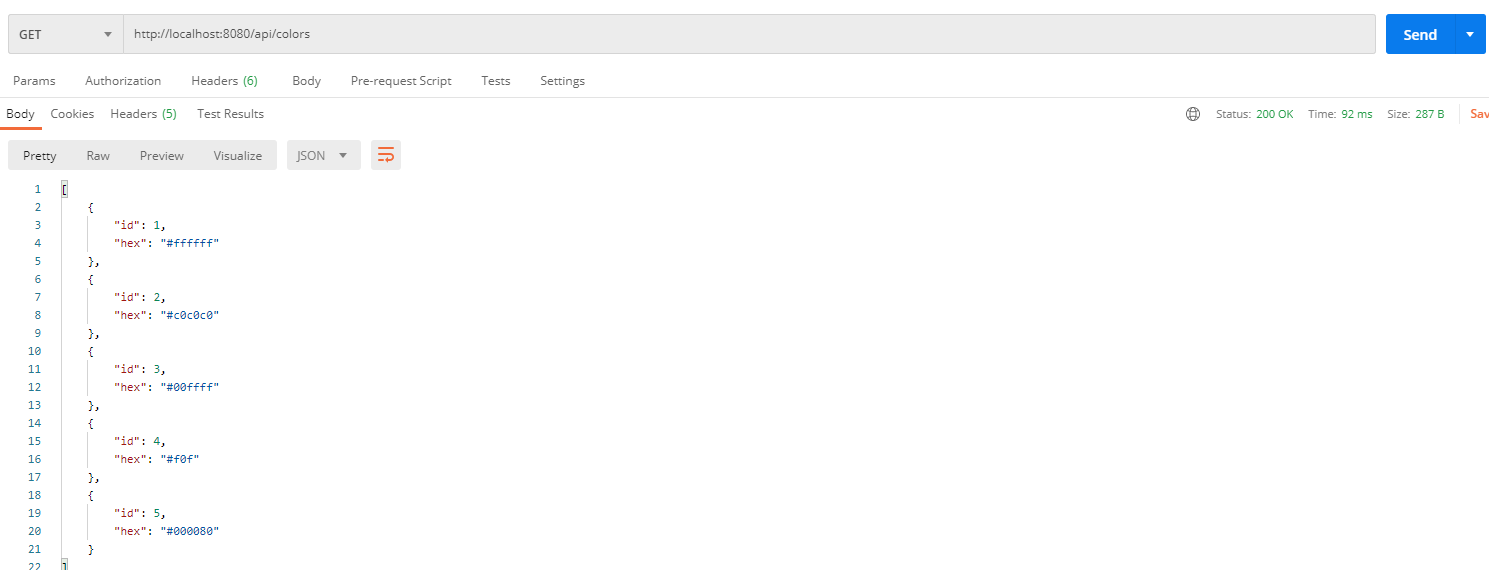 GET http://localhost:8080/api/colors Send
Params Authorization Headers (6) Body Pre-request Script Tests Settings
Body Cookies Headers (5) Test Results Status: 200 OK Time: 92 ms Size: 287 B Sav
Pretty Raw Preview Visualize JSON
1 [
2 {
3 "id": 1,
4 "hex": "#ffffff"
5 },
6 {
7 "id": 2,
8 "hex": "#c0c0c0"
9 },
10 {
11 "id": 3,
12 "hex": "#00ffff"
13 },
14 {
15 "id": 4,
16 "hex": "#f0f"
17 },
18 {
19 "id": 5,
20 "hex": "#000080"
21 }
22 ]